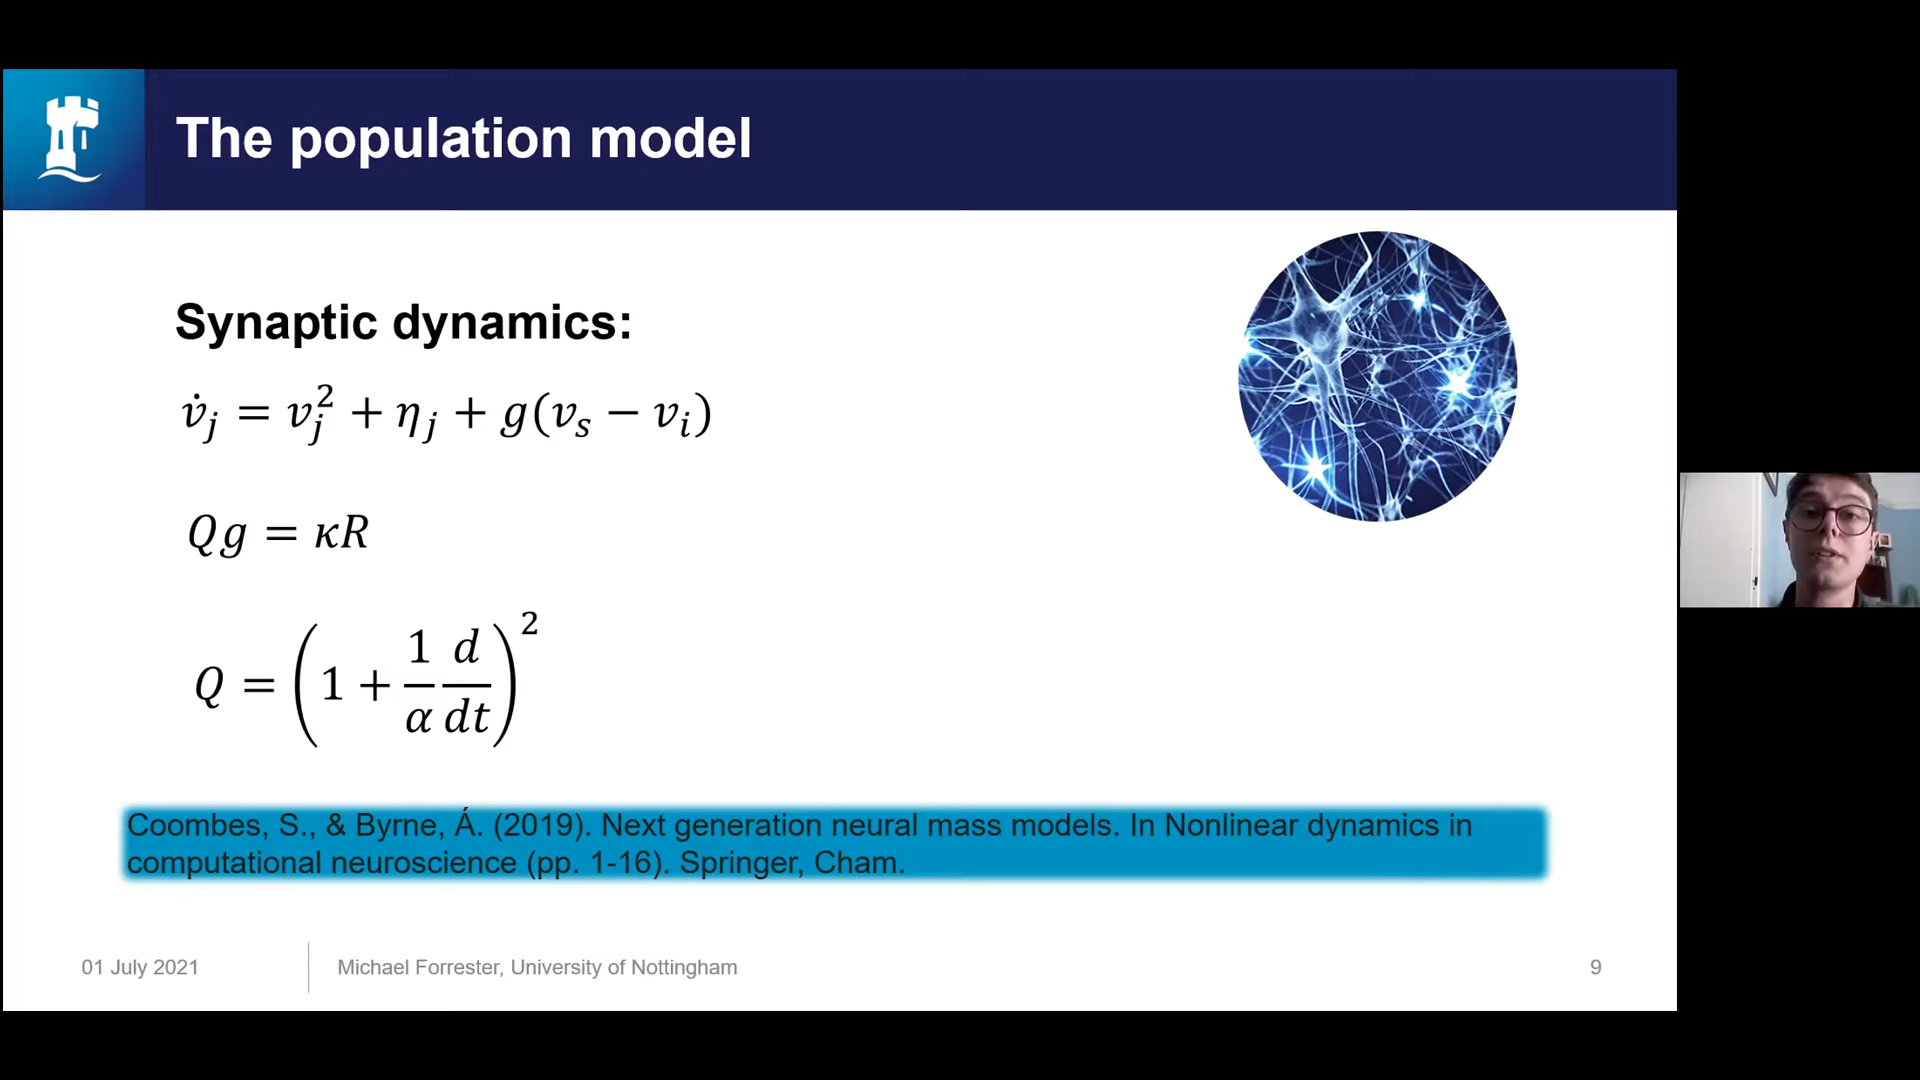 The population model
Synaptic dynamics:
v̇ⱼ = vⱼ² + ηⱼ + g(vₛ − vᵢ)
Qg = κR
Q = (1 + 1/α d/dt)²
Coombes, S., & Byrne, Á. (2019). Next generation neural mass models. In Nonlinear dynamics in
computational neuroscience (pp. 1-16). Springer, Cham.
01 July 2021
Michael Forrester, University of Nottingham
9